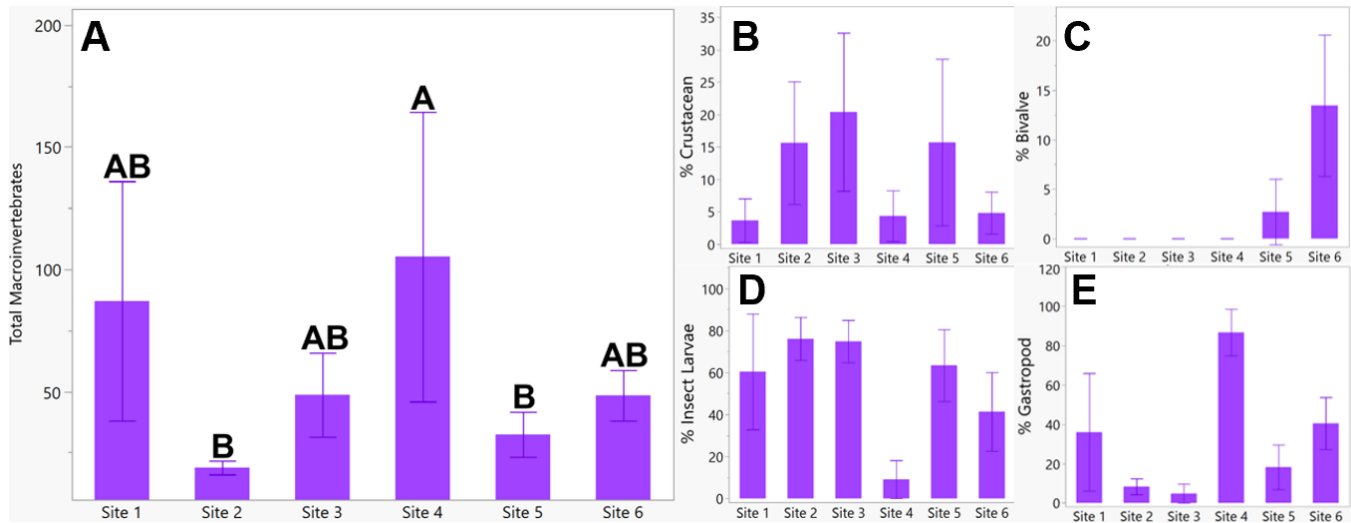 A
200
150
100
50
Total Macroinvertebrates
AB
B
AB
A
B
AB
Site 1 Site 2 Site 3 Site 4 Site 5 Site 6
B
35
30
25
20
15
10
5
0
% Crustacean
Site 1 Site 2 Site 3 Site 4 Site 5 Site 6
C
20
15
10
5
0
% Bivalve
Site 1 Site 2 Site 3 Site 4 Site 5 Site 6
D
100
80
60
40
20
0
% Insect Larvae
Site 1 Site 2 Site 3 Site 4 Site 5 Site 6
E
120
100
80
60
40
20
0
% Gastropod
Site 1 Site 2 Site 3 Site 4 Site 5 Site 6